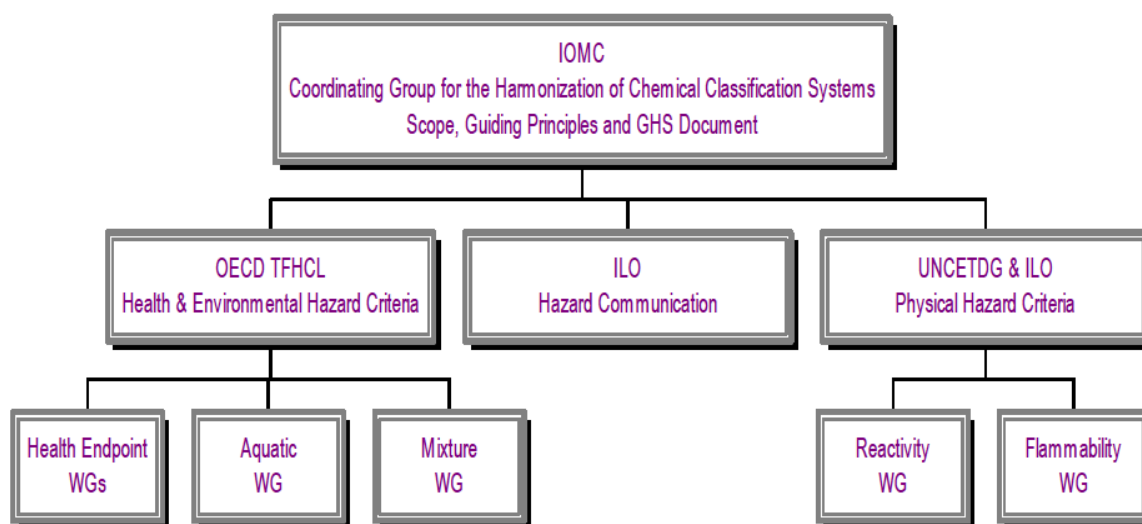 IOMC
Coordinating Group for the Harmonization of Chemical Classification Systems
Scope, Guiding Principles and GHS Document
OECD TFHCL
Health & Environmental Hazard Criteria
ILO
Hazard Communication
UNCETDG & ILO
Physical Hazard Criteria
Health Endpoint
WGs
Aquatic
WG
Mixture
WG
Reactivity
WG
Flammability
WG